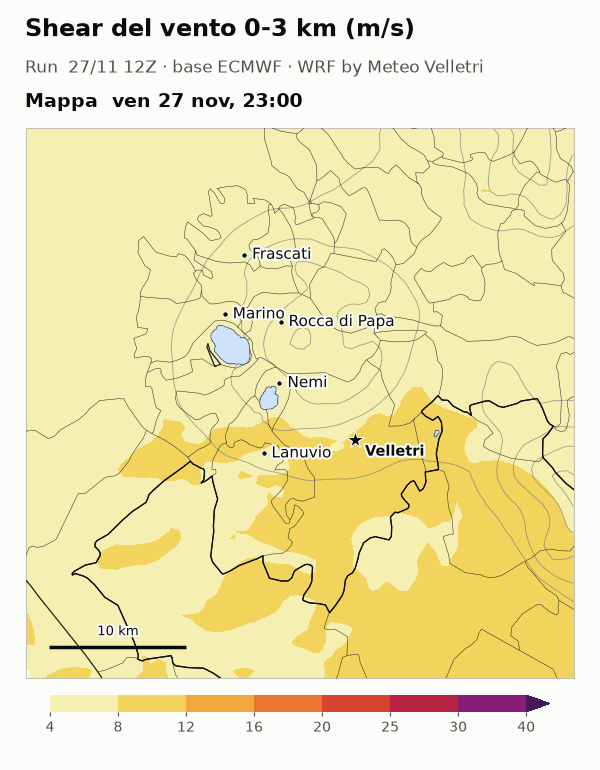 Shear del vento 0-3 km (m/s)
Run  27/11 12Z · base ECMWF · WRF by Meteo Velletri
Mappa  ven 27 nov, 23:00
Frascati
Marino
Rocca di Papa
Nemi
Velletri
Lanuvio
10 km
4 8 12 16 20 25 30 40